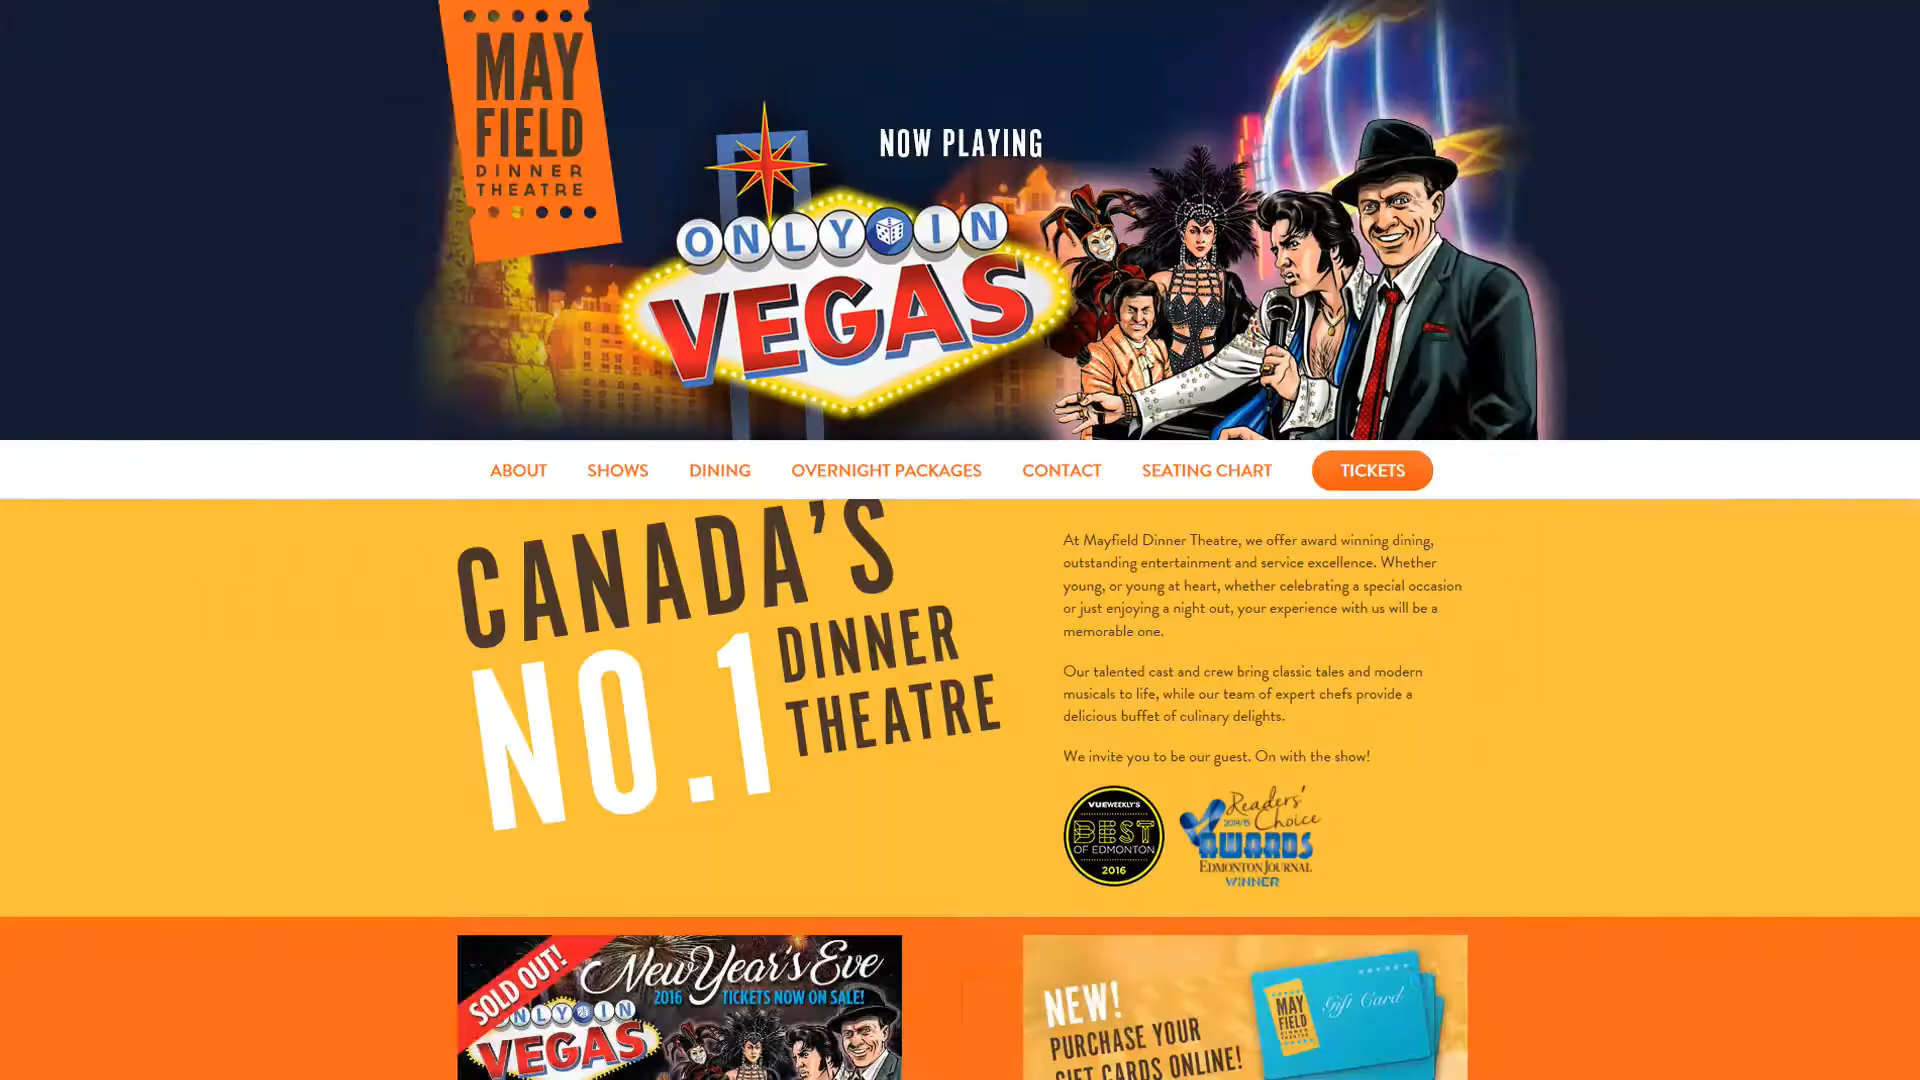 MAY
FIELD
DINNER
THEATRE
NOW PLAYING
ONLY IN
VEGAS
ABOUT
SHOWS
DINING
OVERNIGHT PACKAGES
CONTACT
SEATING CHART
TICKETS
CANADA'S
NO.1
DINNER
THEATRE
At Mayfield Dinner Theatre, we offer award winning dining,
outstanding entertainment and service excellence. Whether
young, or young at heart, whether celebrating a special occasion
or just enjoying a night out, your experience with us will be a
memorable one.
Our talented cast and crew bring classic tales and modern
musicals to life, while our team of expert chefs provide a
delicious buffet of culinary delights.
We invite you to be our guest. On with the show!
VUEWEEKLY'S
BEST
OF EDMONTON
2016
Readers'
2014/15 Choice
AWARDS
EDMONTON JOURNAL
WINNER
SOLD OUT!
New Year's Eve
2016 TICKETS NOW ON SALE!
ONLY IN
VEGAS
NEW!
PURCHASE YOUR
GIFT CARDS ONLINE!
MAY
FIELD
DINNER
THEATRE
Gift Card